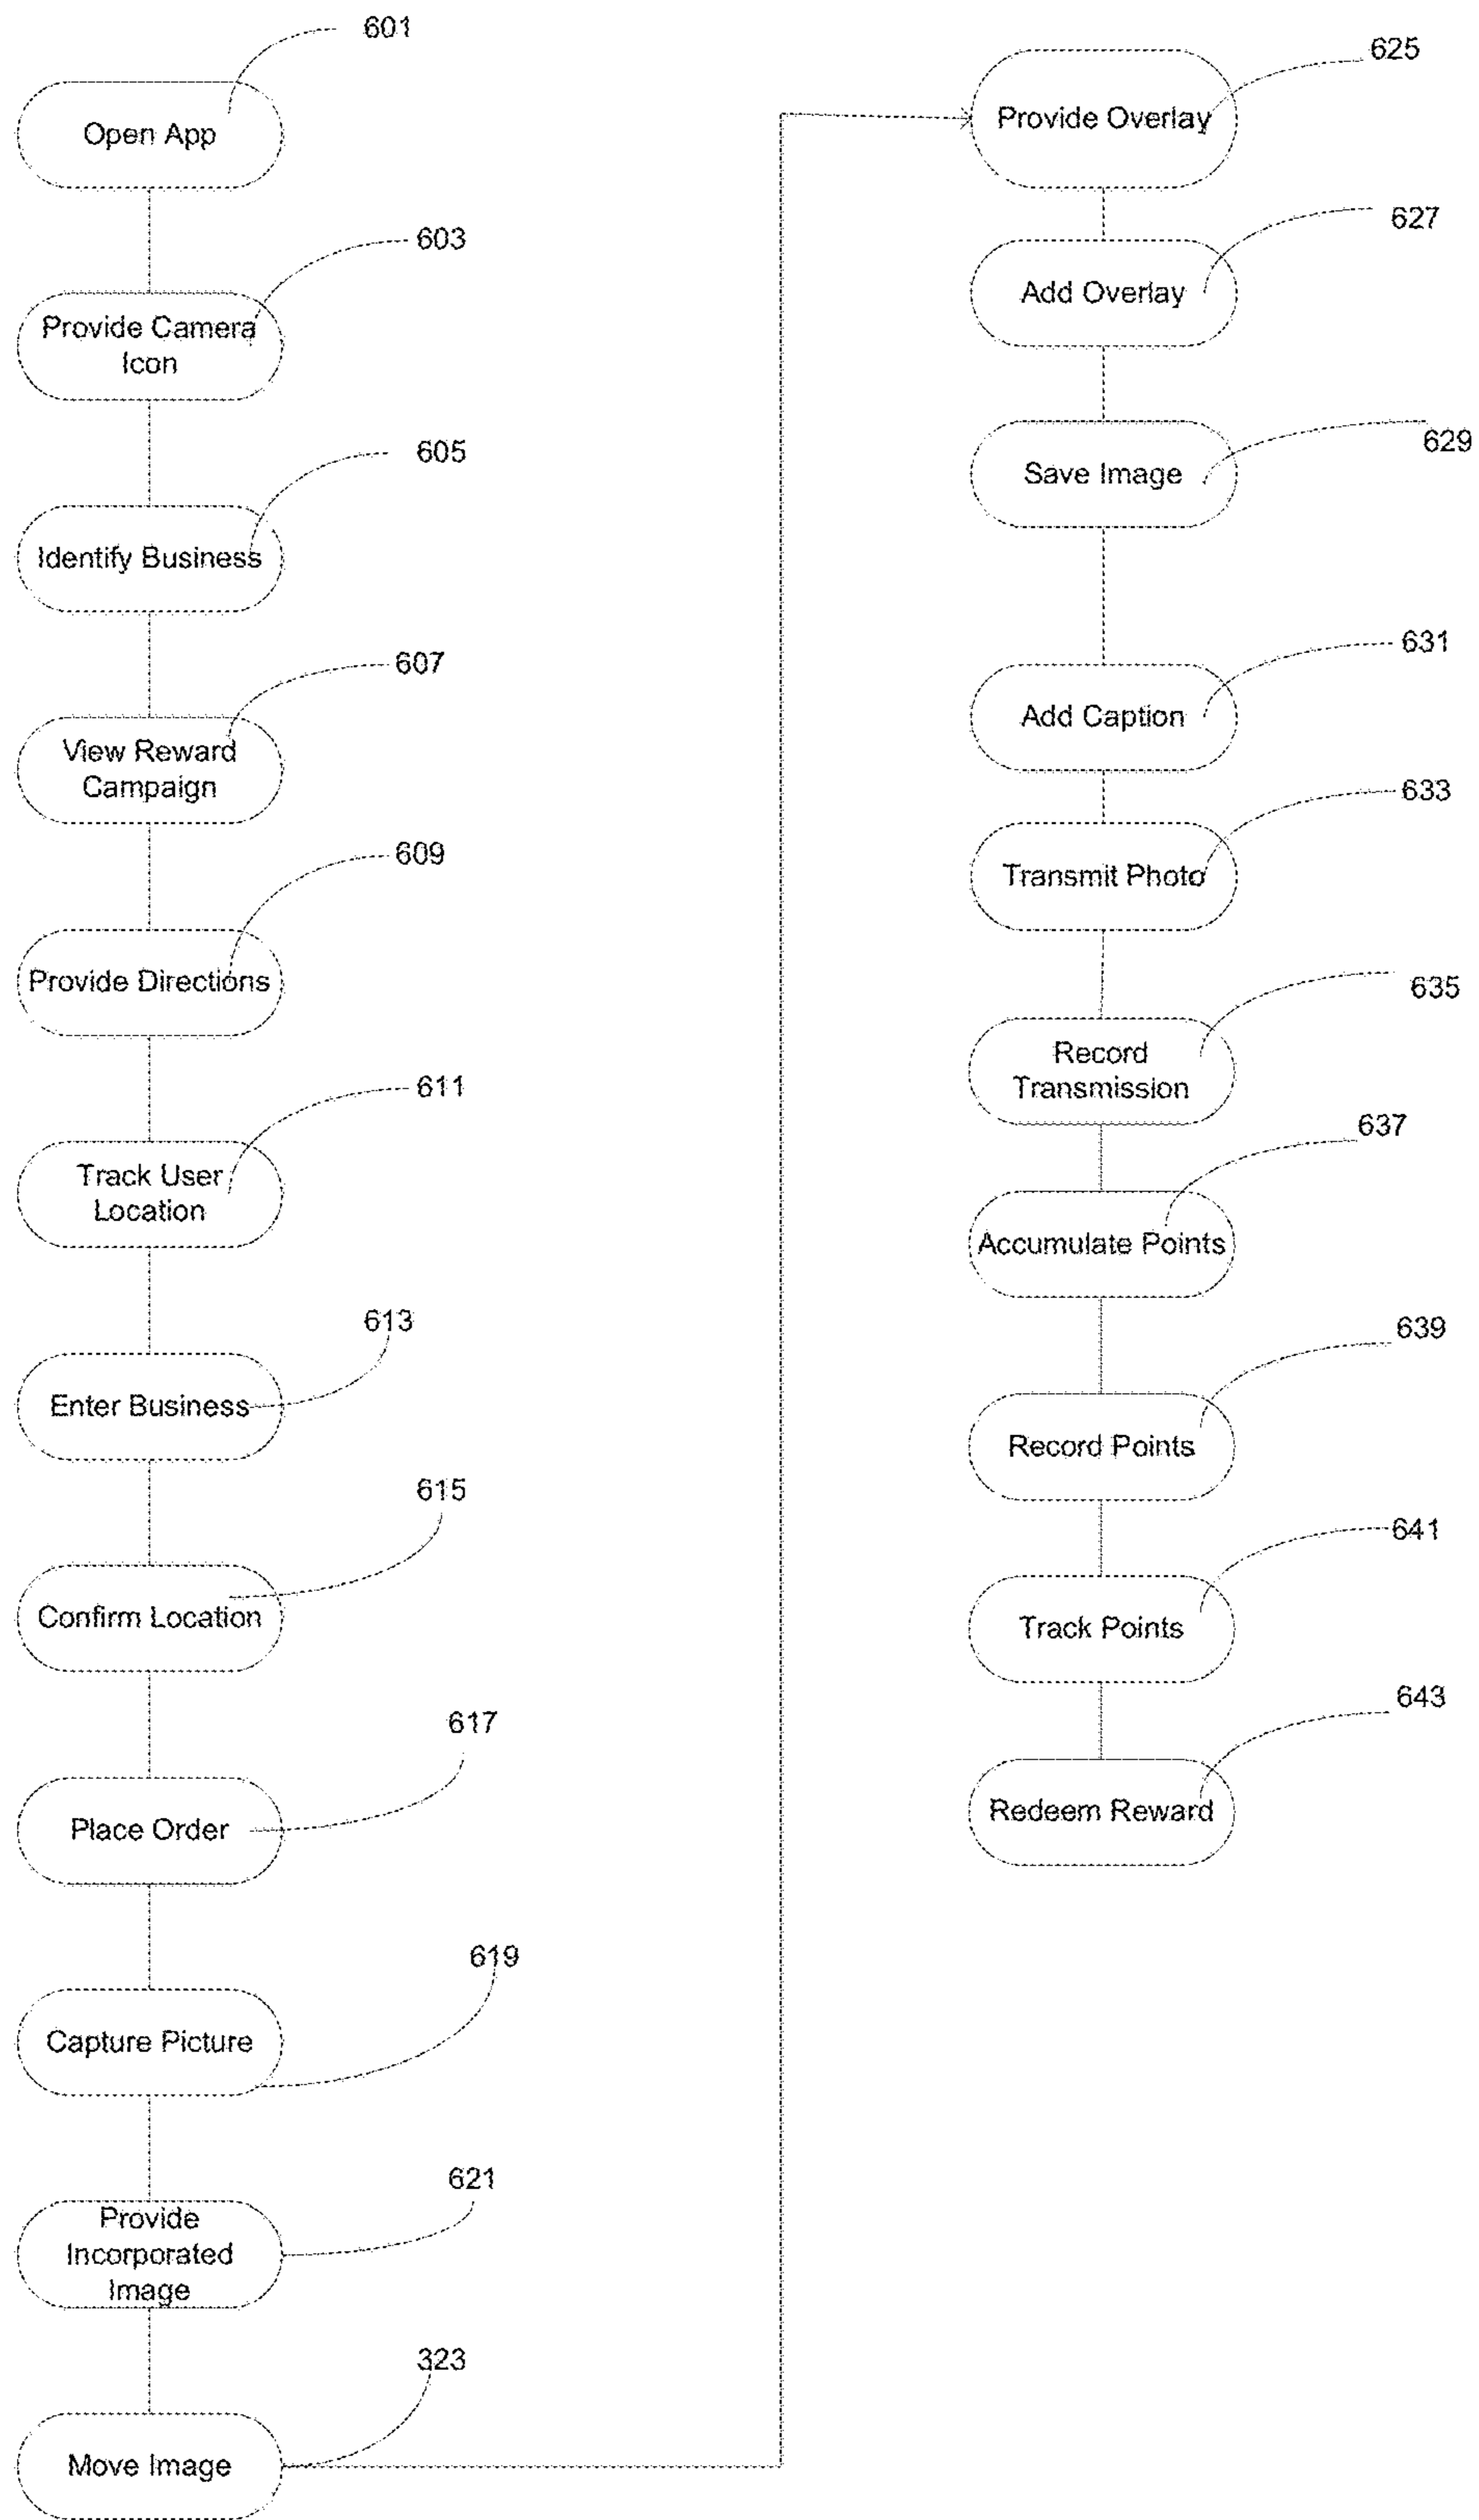 601
Open App
603
Provide Camera
Icon
605
Identify Business
607
View Reward
Campaign
609
Provide Directions
611
Track User
Location
613
Enter Business
615
Confirm Location
617
Place Order
619
Capture Picture
621
Provide
Incorporated
Image
323
Move Image
625
Provide Overlay
627
Add Overlay
629
Save Image
631
Add Caption
633
Transmit Photo
635
Record
Transmission
637
Accumulate Points
639
Record Points
641
Track Points
643
Redeem Reward